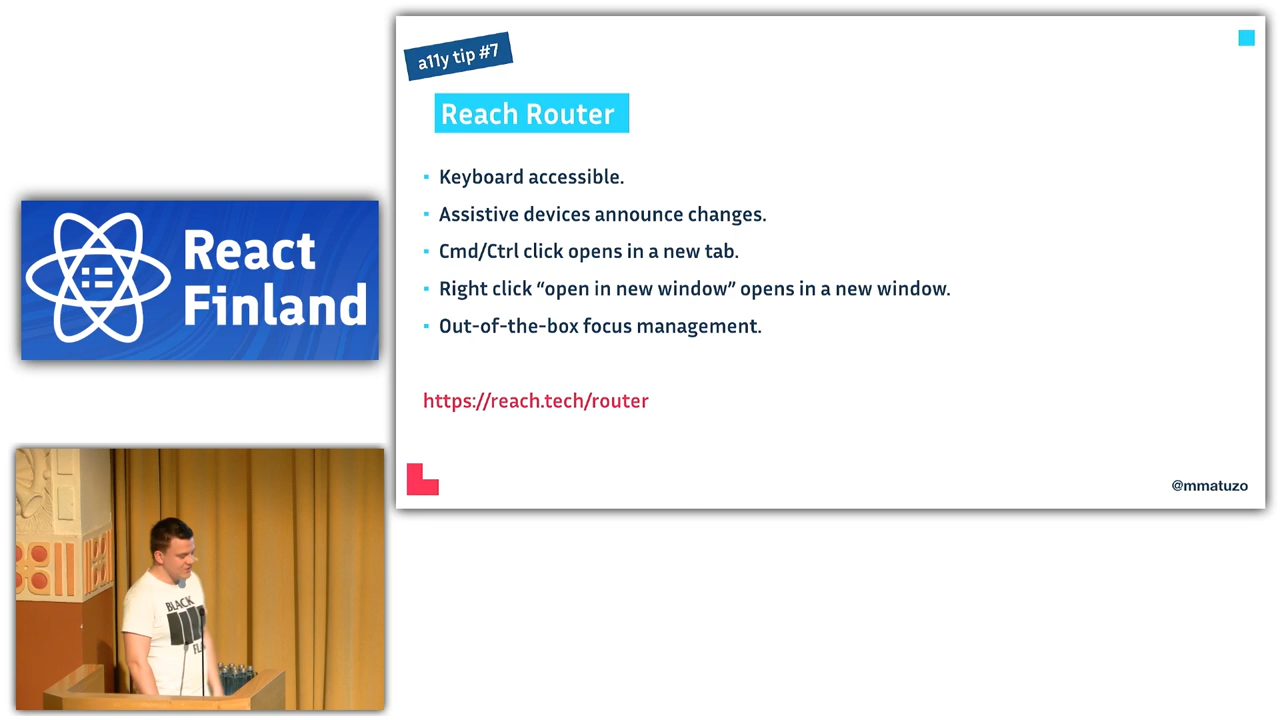 a11y tip #7
Reach Router
Keyboard accessible.
Assistive devices announce changes.
Cmd/Ctrl click opens in a new tab.
Right click “open in new window” opens in a new window.
Out-of-the-box focus management.
https://reach.tech/router
@mmatuzo
React
Finland
BLACK
FL